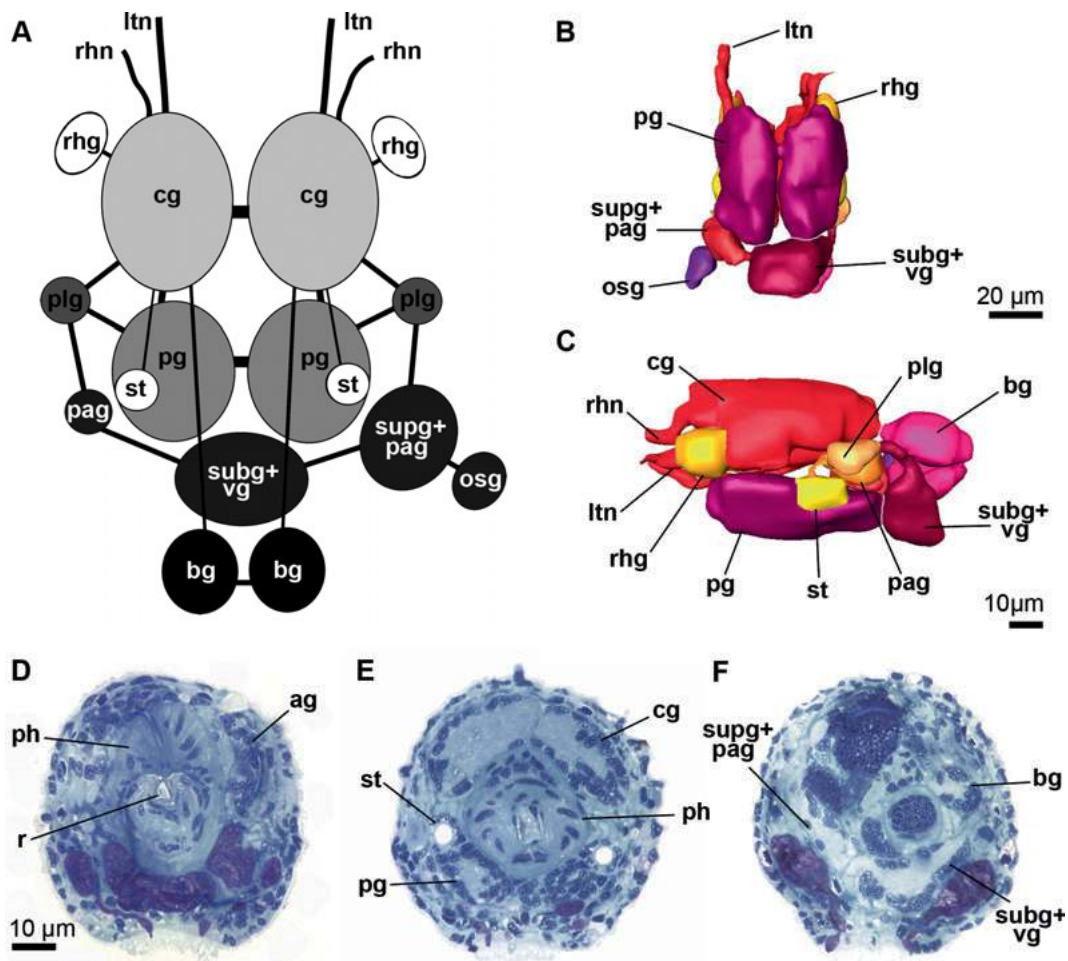 A
ltn
ltn
rhn
rhn
rhg
rhg
cg
cg
plg
plg
pg
pg
st
st
pag
supg+
pag
subg+
vg
osg
bg
bg
B
ltn
rhg
pg
supg+
pag
osg
subg+
vg
20 µm
C
cg
plg
bg
rhn
ltn
rhg
pg
st
pag
subg+
vg
10µm
D
ph
ag
r
10 µm
E
cg
st
ph
pg
F
supg+
pag
bg
subg+
vg